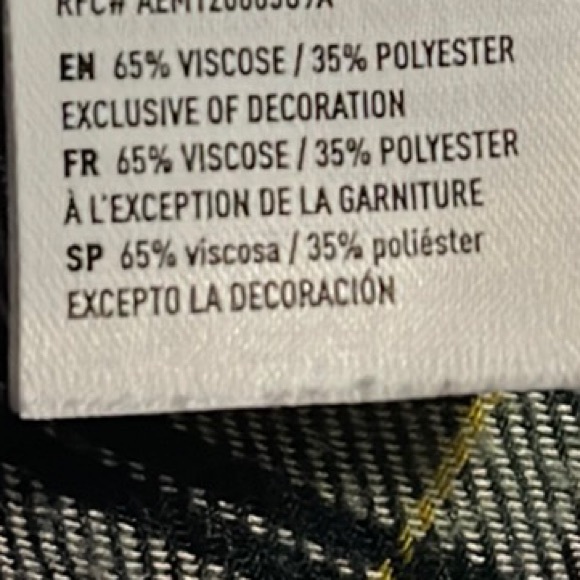 RFC#
EN 65% VISCOSE / 35% POLYESTER
EXCLUSIVE OF DECORATION
FR 65% VISCOSE / 35% POLYESTER
À L'EXCEPTION DE LA GARNITURE
SP 65% viscosa / 35% poliéster
EXCEPTO LA DECORACIÓN